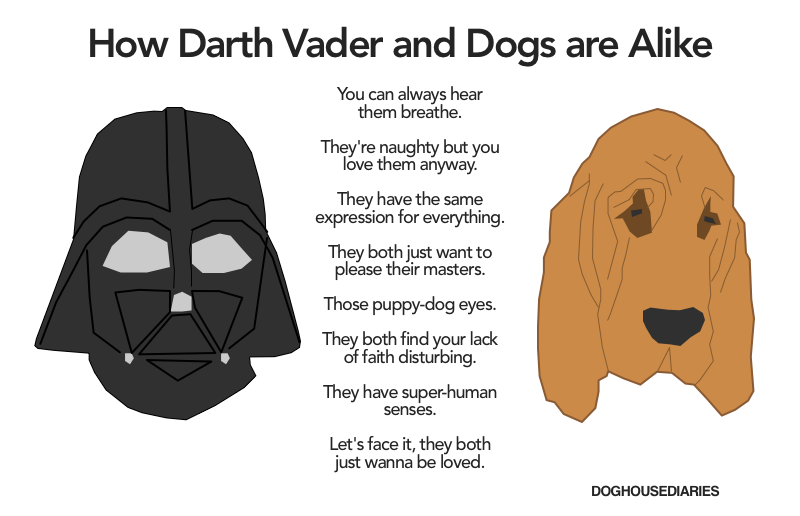 How Darth Vader and Dogs are Alike
You can always hear
them breathe.
They're naughty but you
love them anyway.
They have the same
expression for everything.
They both just want to
please their masters.
Those puppy-dog eyes.
They both find your lack
of faith disturbing.
They have super-human
senses.
Let's face it, they both
just wanna be loved.
DOGHOUSEDIARIES